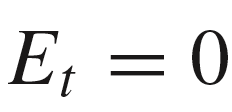 $E_t = 0$